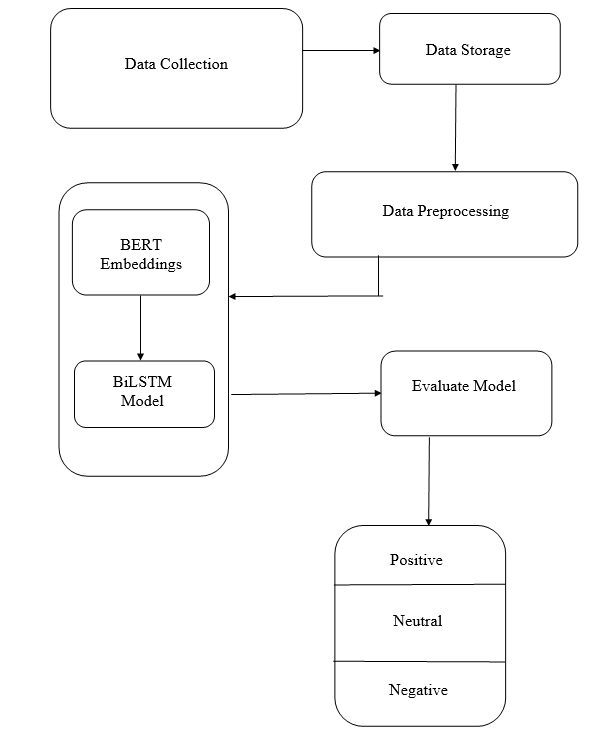 Data Collection
Data Storage
Data Preprocessing
BERT
Embeddings
BiLSTM
Model
Evaluate Model
Positive
Neutral
Negative